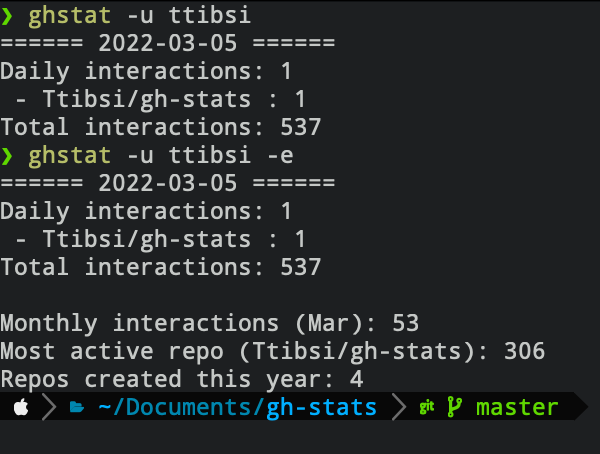 ❯ ghstat -u ttibsi
====== 2022-03-05 ======
Daily interactions: 1
 - Ttibsi/gh-stats : 1
Total interactions: 537
❯ ghstat -u ttibsi -e
====== 2022-03-05 ======
Daily interactions: 1
 - Ttibsi/gh-stats : 1
Total interactions: 537

Monthly interactions (Mar): 53
Most active repo (Ttibsi/gh-stats): 306
Repos created this year: 4
~/Documents/gh-stats git master